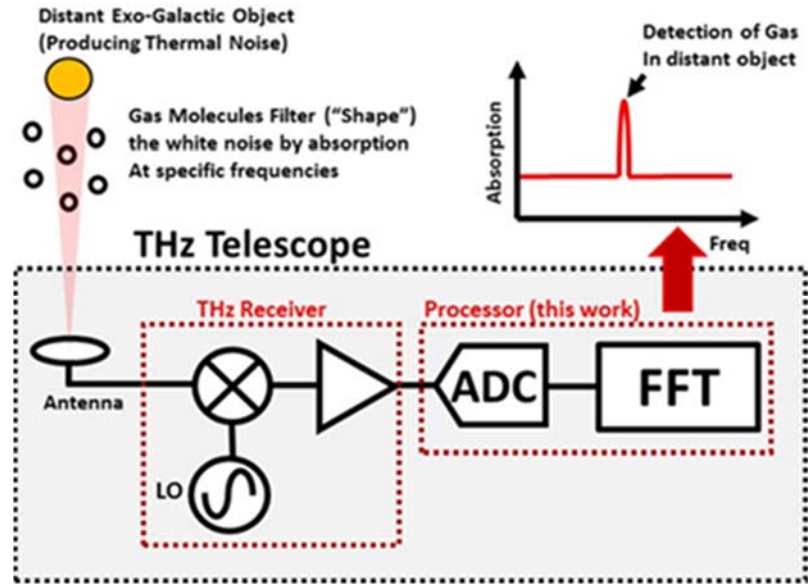 Distant Exo-Galactic Object
(Producing Thermal Noise)
Gas Molecules Filter ("Shape")
the white noise by absorption
At specific frequencies
Detection of Gas
In distant object
Absorption
Freq
THz Telescope
THz Receiver
Processor (this work)
Antenna
LO
ADC
FFT